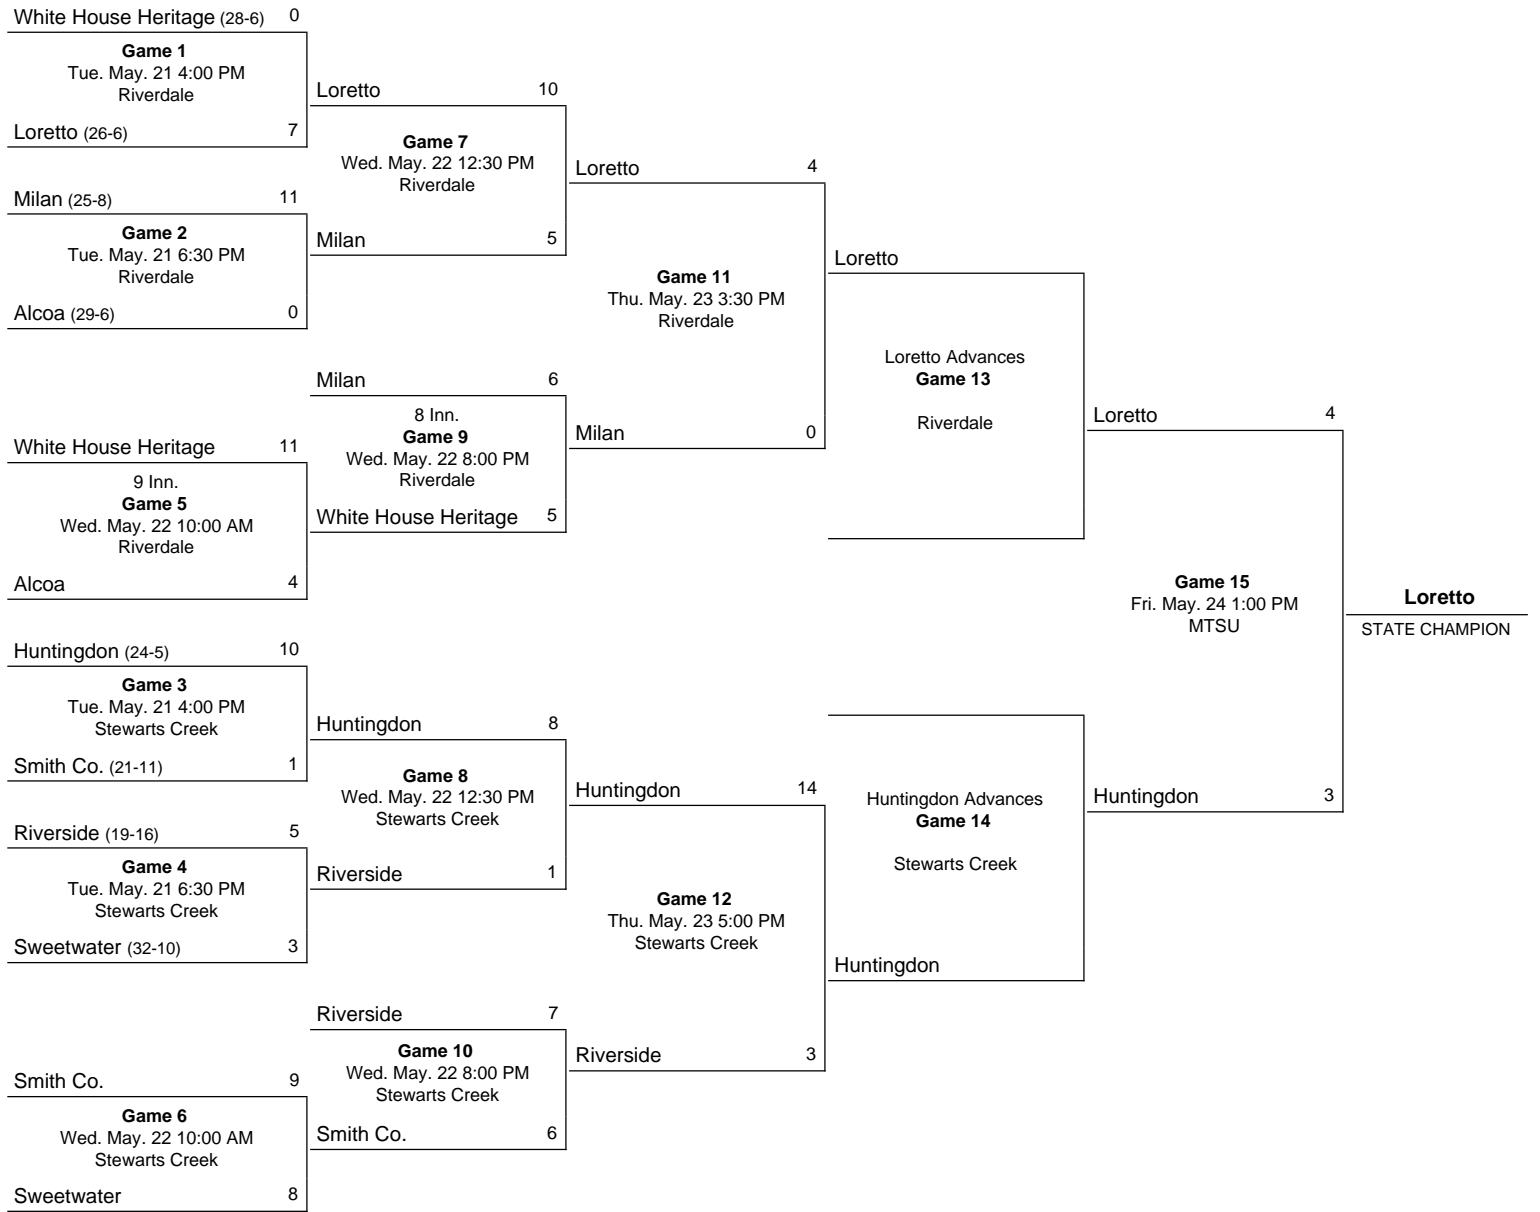 White House Heritage (28-6) 0
Game 1
Tue. May. 21 4:00 PM
Riverdale
Loretto (26-6) 7
Milan (25-8) 11
Game 2
Tue. May. 21 6:30 PM
Riverdale
Alcoa (29-6) 0
White House Heritage 11
9 Inn.
Game 5
Wed. May. 22 10:00 AM
Riverdale
Alcoa 4
Huntingdon (24-5) 10
Game 3
Tue. May. 21 4:00 PM
Stewarts Creek
Smith Co. (21-11) 1
Riverside (19-16) 5
Game 4
Tue. May. 21 6:30 PM
Stewarts Creek
Sweetwater (32-10) 3
Smith Co. 9
Game 6
Wed. May. 22 10:00 AM
Stewarts Creek
Sweetwater 8
Loretto 10
Game 7
Wed. May. 22 12:30 PM
Riverdale
Milan 5
Milan 6
8 Inn.
Game 9
Wed. May. 22 8:00 PM
Riverdale
White House Heritage 5
Huntingdon 8
Game 8
Wed. May. 22 12:30 PM
Stewarts Creek
Riverside 1
Riverside 7
Game 10
Wed. May. 22 8:00 PM
Stewarts Creek
Smith Co. 6
Loretto 4
Game 11
Thu. May. 23 3:30 PM
Riverdale
Milan 0
Huntingdon 14
Game 12
Thu. May. 23 5:00 PM
Stewarts Creek
Riverside 3
Loretto
Loretto Advances
Game 13
Riverdale
Huntingdon Advances
Game 14
Stewarts Creek
Huntingdon
Loretto 4
Game 15
Fri. May. 24 1:00 PM
MTSU
Huntingdon 3
Loretto
STATE CHAMPION